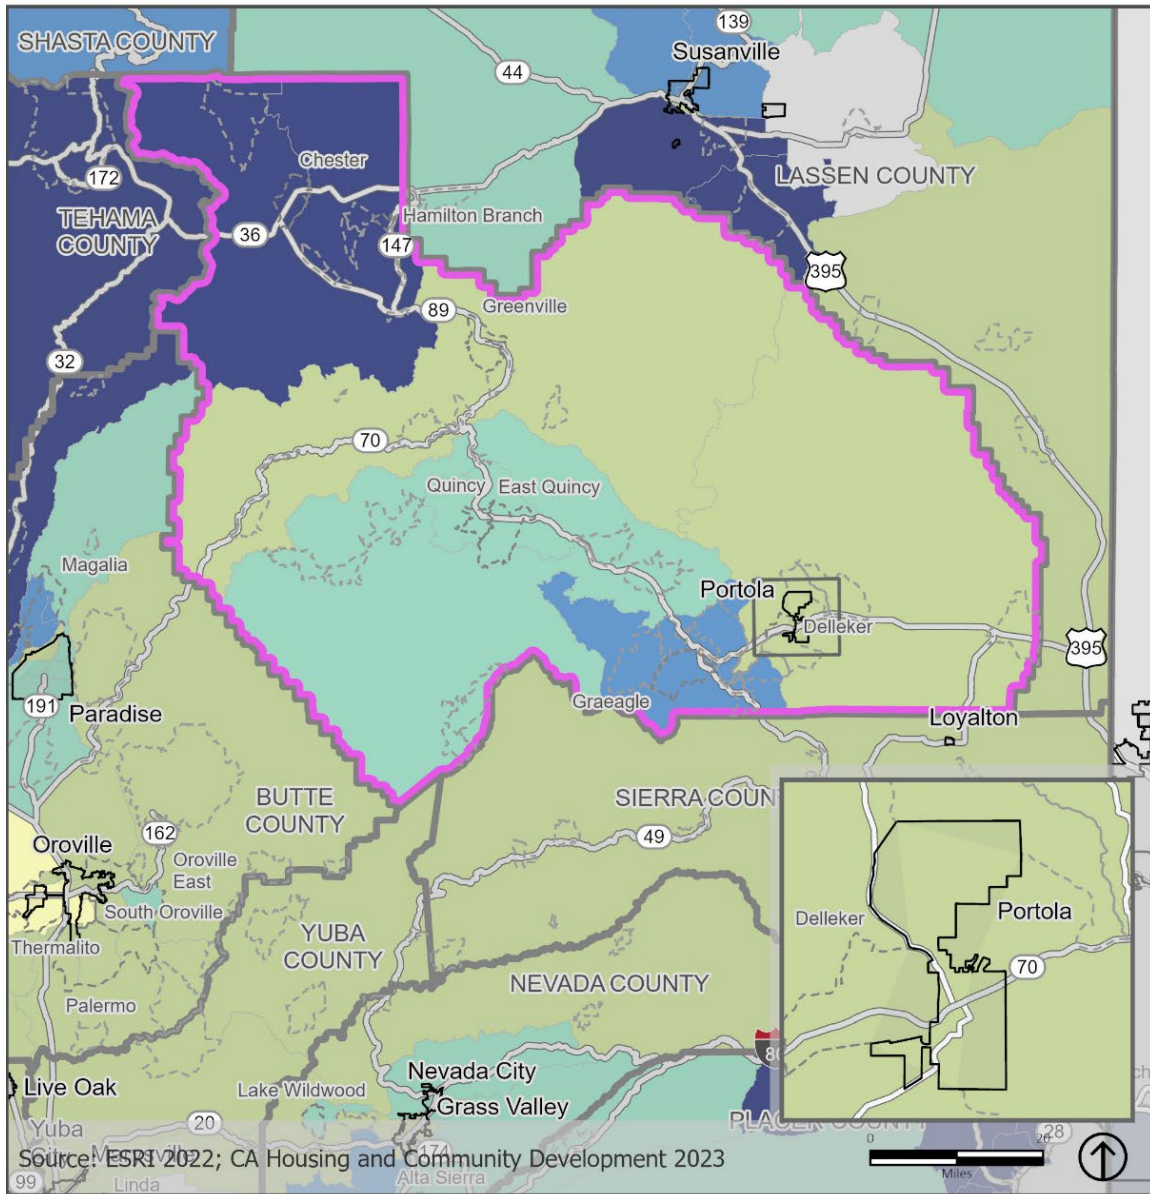 SHASTA COUNTY
139
Susanville
44
Chester
172
LASSEN COUNTY
TEHAMA
COUNTY
Hamilton Branch
36
147
395
Greenville
89
32
70
Quincy
East Quincy
Magalia
Portola
Delleker
395
191
Paradise
Graeagle
Loyalton
BUTTE
COUNTY
SIERRA COUN
162
49
Oroville
Oroville
East
South Oroville
Thermalito
YUBA
COUNTY
Palermo
NEVADA COUNTY
Delleker
Portola
70
80
Live Oak
Lake Wildwood
Nevada City
Grass Valley
PLACER COUNTY
Yuba
20
174
28
0
20
Miles
Source: ESRI 2022; CA Housing and Community Development 2023
99
Linda
Alta Sierra